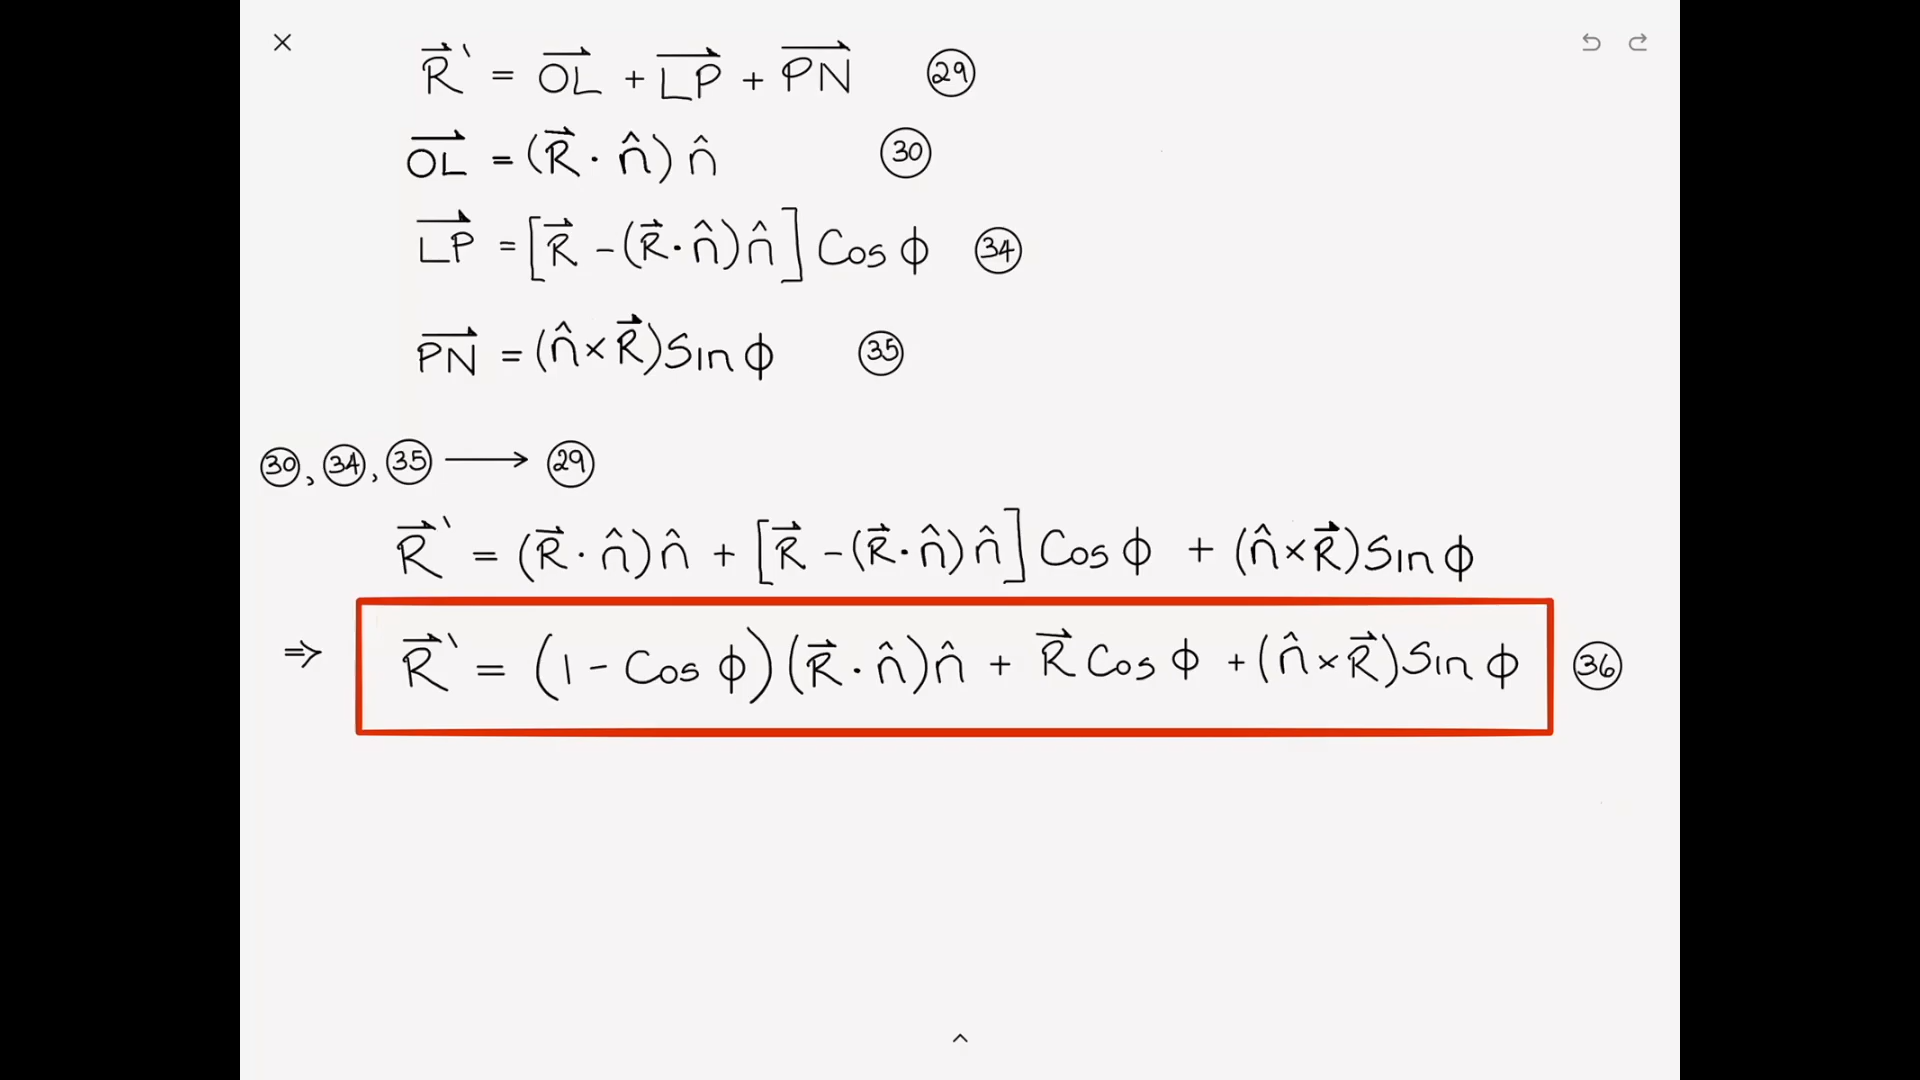 R⃗‵ = OL⃗ + LP⃗ + PN⃗ ㉙
OL⃗ = (R⃗ · n̂) n̂ ㉚
LP⃗ = [R⃗ − (R⃗ · n̂) n̂] Cos ϕ ㉞
PN⃗ = (n̂ × R⃗) Sin ϕ ㉟
㉚, ㉞, ㉟ ⟶ ㉙
R⃗‵ = (R⃗ · n̂) n̂ + [R⃗ − (R⃗ · n̂) n̂] Cos ϕ + (n̂ × R⃗) Sin ϕ
⇒ R⃗‵ = (1 − Cos ϕ)(R⃗ · n̂) n̂ + R⃗ Cos ϕ + (n̂ × R⃗) Sin ϕ ㊱